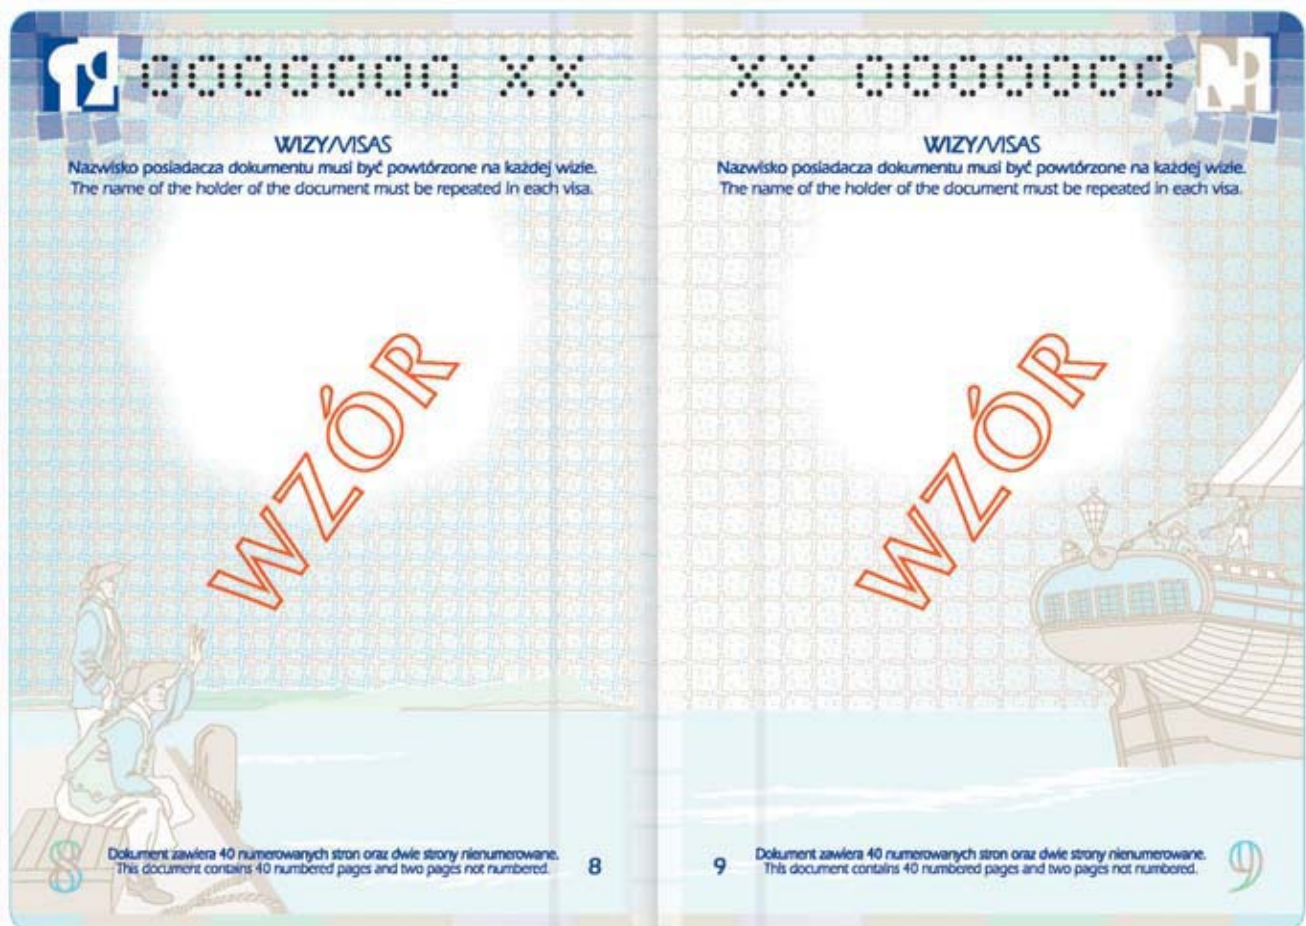 0000000 XX
WIZY/VISAS
Nazwisko posiadacza dokumentu musi być powtórzone na każdej wizie.
The name of the holder of the document must be repeated in each visa.
WZÓR
8
Dokument zawiera 40 numerowanych stron oraz dwie strony nienumerowane.
This document contains 40 numbered pages and two pages not numbered.
8
XX 0000000
WIZY/VISAS
Nazwisko posiadacza dokumentu musi być powtórzone na każdej wizie.
The name of the holder of the document must be repeated in each visa.
WZÓR
9
Dokument zawiera 40 numerowanych stron oraz dwie strony nienumerowane.
This document contains 40 numbered pages and two pages not numbered.
9